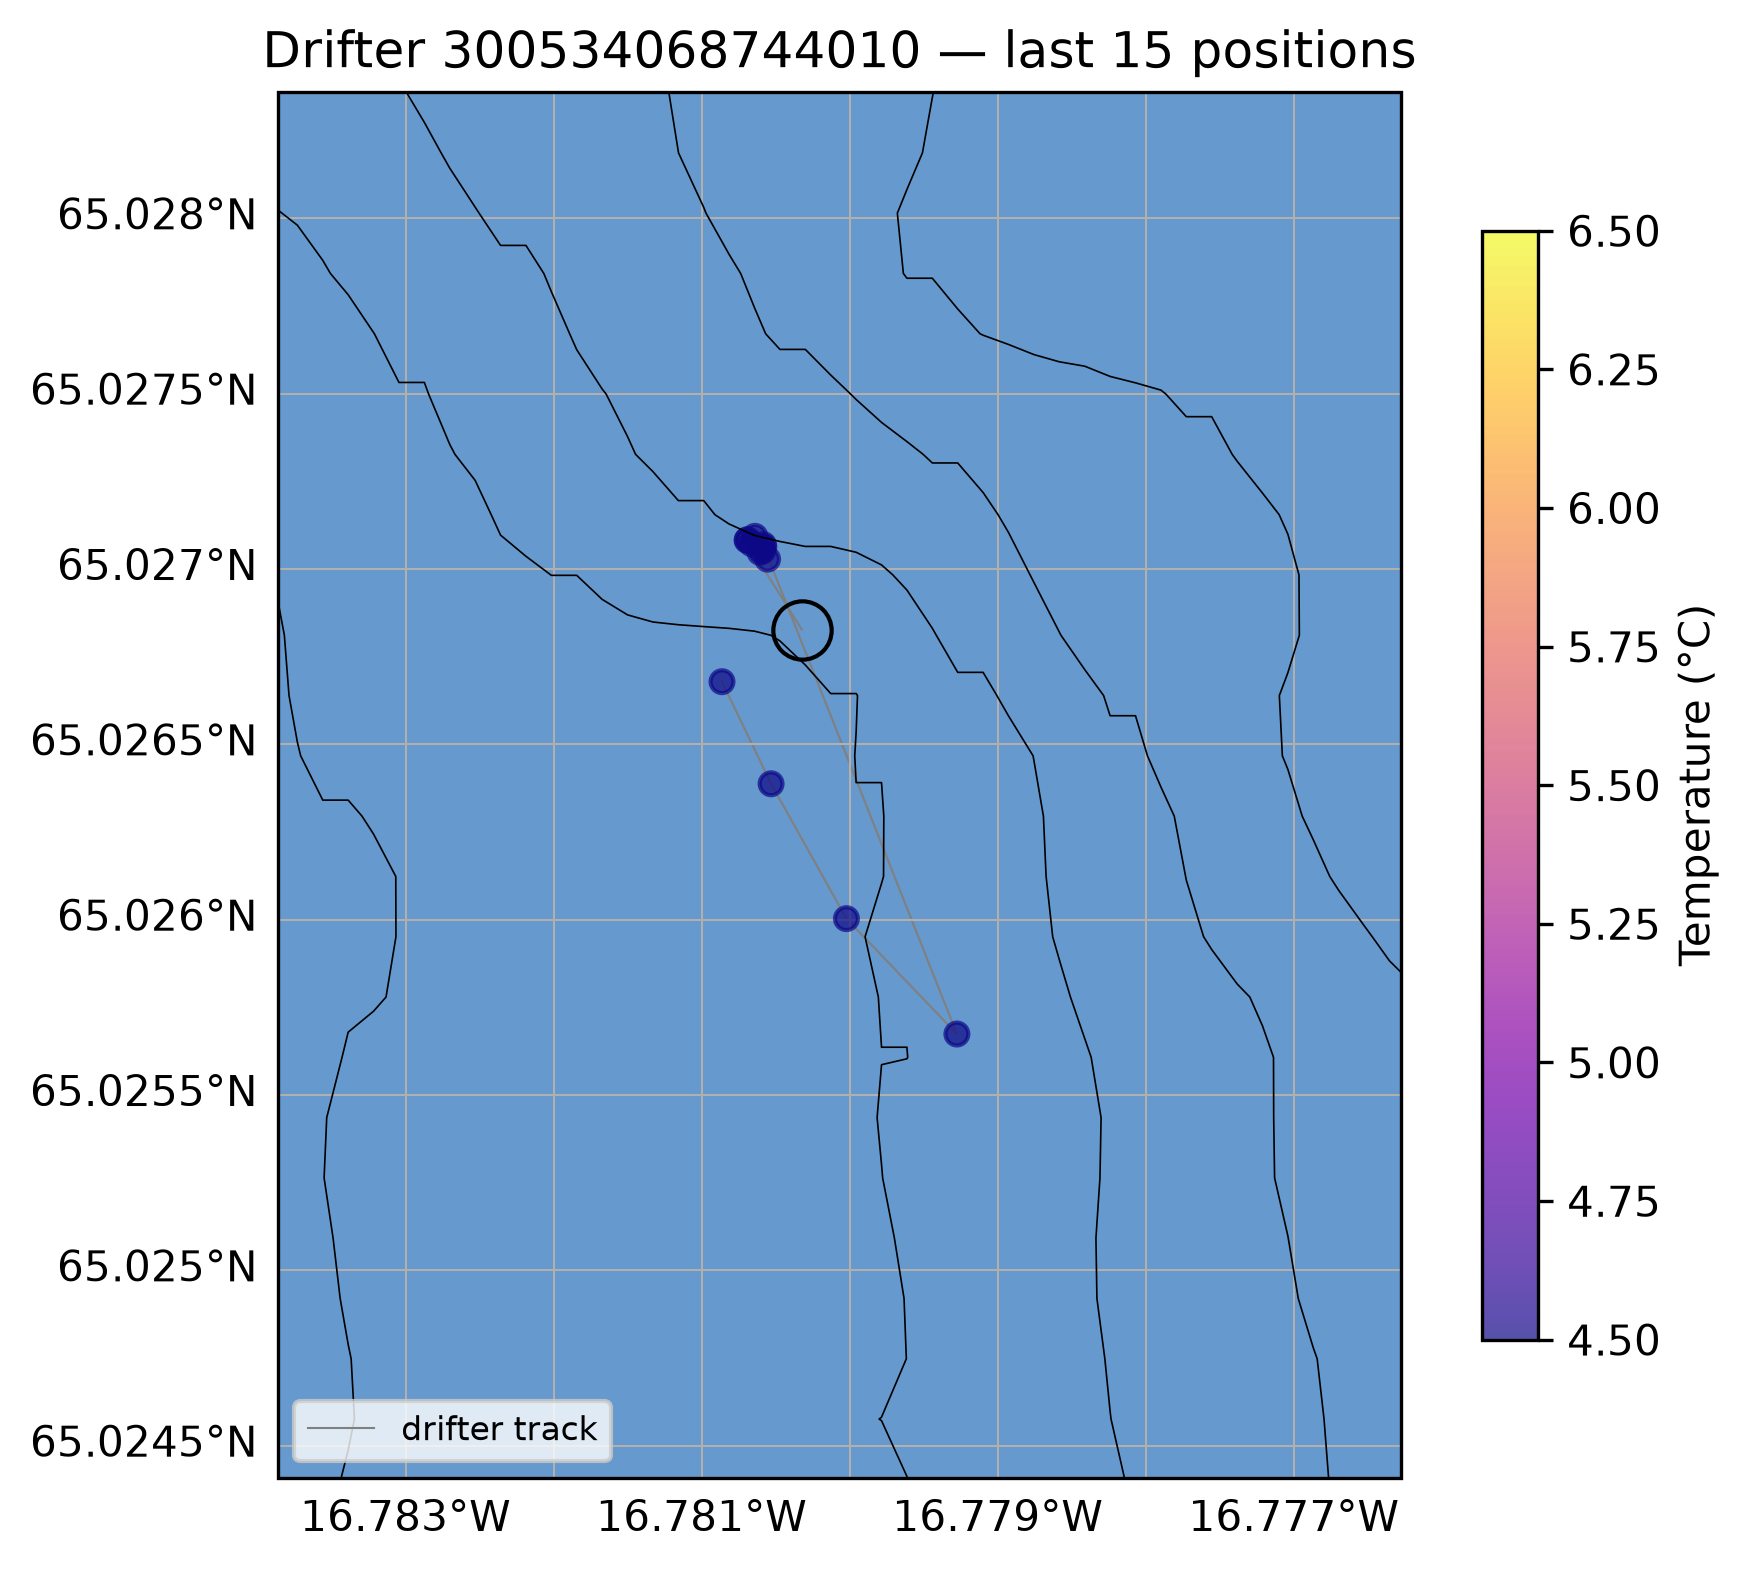 Drifter 300534068744010 — last 15 positions
65.028°N
65.0275°N
65.027°N
65.0265°N
65.026°N
65.0255°N
65.025°N
65.0245°N
16.783°W
16.781°W
16.779°W
16.777°W
drifter track
6.50
6.25
6.00
5.75
5.50
5.25
5.00
4.75
4.50
Temperature (°C)